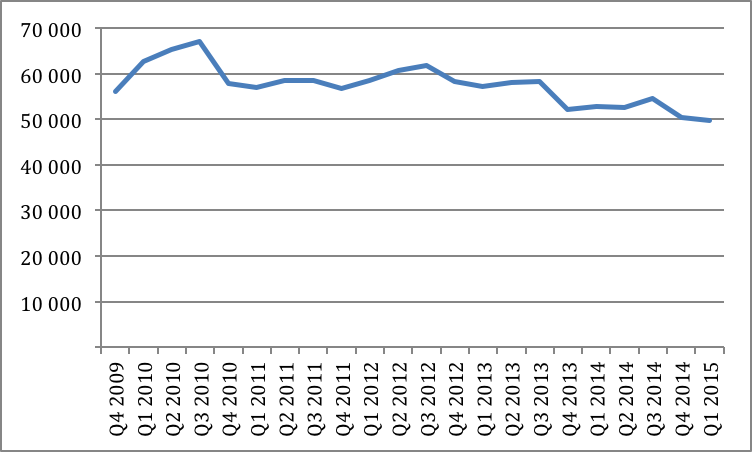 70 000
60 000
50 000
40 000
30 000
20 000
10 000
Q4 2009
Q1 2010
Q2 2010
Q3 2010
Q4 2010
Q1 2011
Q2 2011
Q3 2011
Q4 2011
Q1 2012
Q2 2012
Q3 2012
Q4 2012
Q1 2013
Q2 2013
Q3 2013
Q4 2013
Q1 2014
Q2 2014
Q3 2014
Q4 2014
Q1 2015